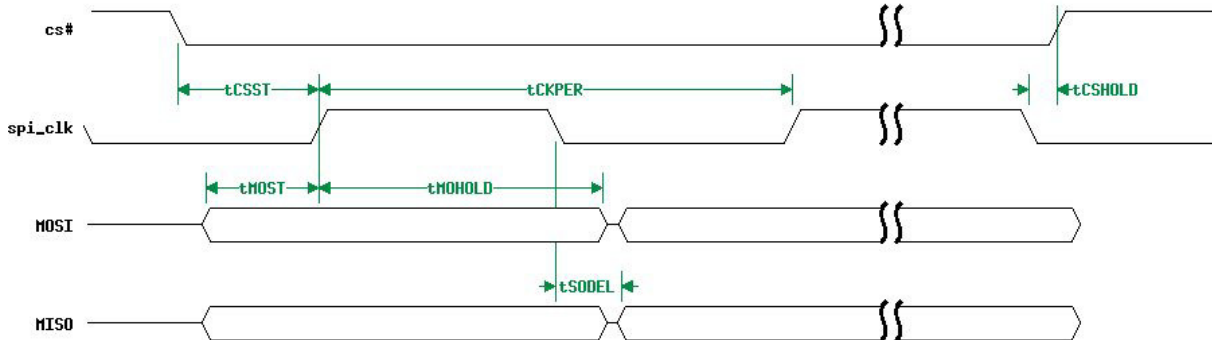 cs#
tCSST
tCKPER
tCSHOLD
spi_clk
tMOST
tMOHOLD
MOSI
tSODEL
MISO